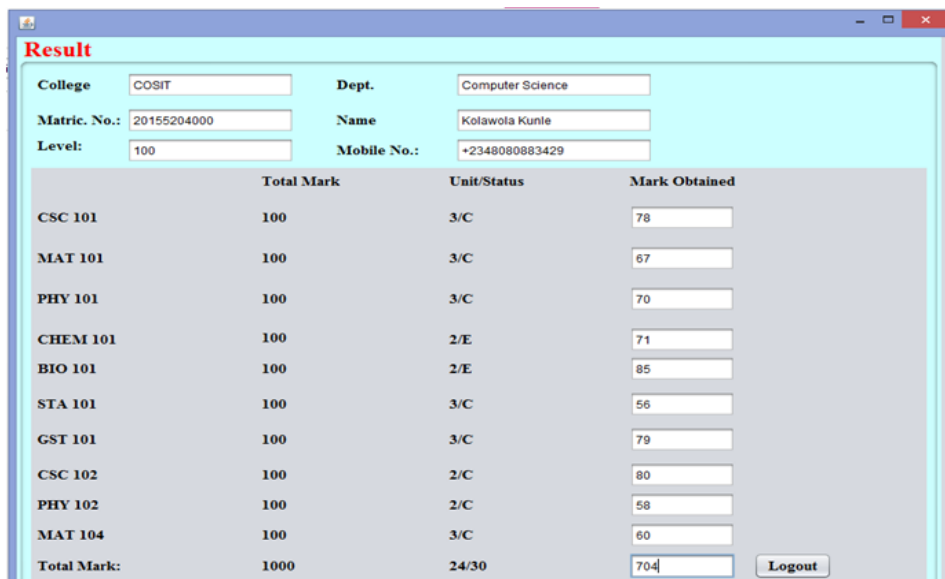 Result
College COSIT Dept. Computer Science
Matric. No.: 20155204000 Name Kolawola Kunle
Level: 100 Mobile No.: +2348080883429
Total Mark Unit/Status Mark Obtained
CSC 101 100 3/C 78
MAT 101 100 3/C 67
PHY 101 100 3/C 70
CHEM 101 100 2/E 71
BIO 101 100 2/E 85
STA 101 100 3/C 56
GST 101 100 3/C 79
CSC 102 100 2/C 80
PHY 102 100 2/C 58
MAT 104 100 3/C 60
Total Mark: 1000 24/30 704 Logout